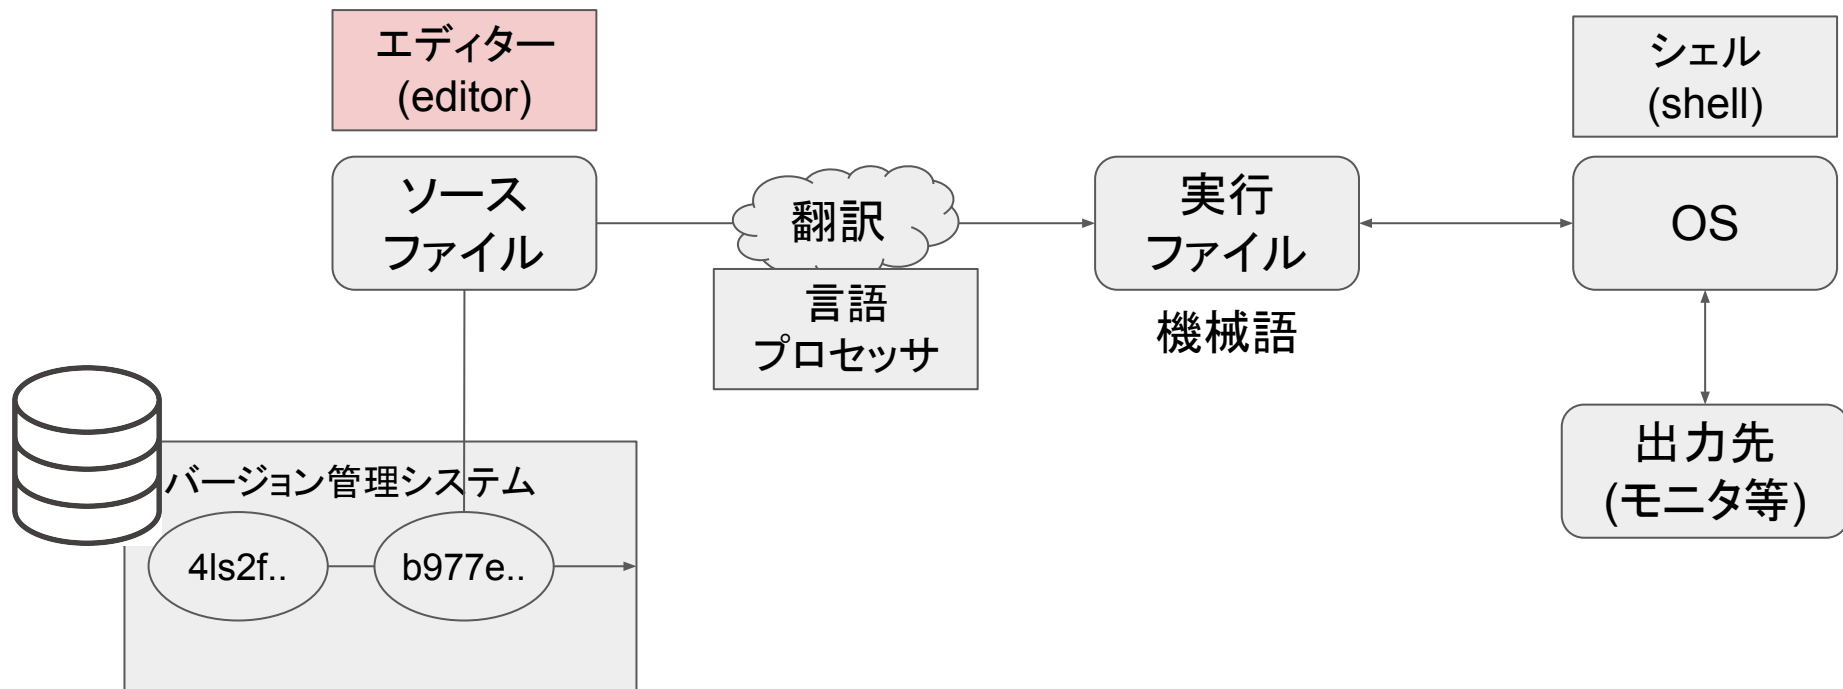 エディター
(editor)
シェル
(shell)
ソース
ファイル
翻訳
言語
プロセッサ
実行
ファイル
機械語
OS
出力先
(モニタ等)
バージョン管理システム
4ls2f..
b977e..